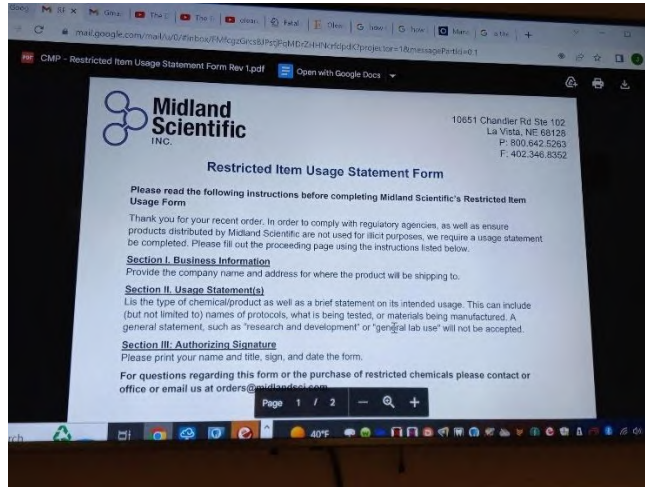 mail.google.com/mail/u/0/#inbox/
CMP - Restricted Item Usage Statement Form Rev 1.pdf
Open with Google Docs
Midland
Scientific
INC.
10651 Chandler Rd Ste 102
La Vista, NE 68128
P: 800.642.5263
F: 402.346.8352
Restricted Item Usage Statement Form
Please read the following instructions before completing Midland Scientific's Restricted Item
Usage Form
Thank you for your recent order. In order to comply with regulatory agencies, as well as ensure
products distributed by Midland Scientific are not used for illicit purposes, we require a usage statement
be completed. Please fill out the proceeding page using the instructions listed below.
Section I. Business Information
Provide the company name and address for where the product will be shipping to.
Section II. Usage Statement(s)
Lis the type of chemical/product as well as a brief statement on its intended usage. This can include
(but not limited to) names of protocols, what is being tested, or materials being manufactured. A
general statement, such as "research and development" or "general lab use" will not be accepted.
Section III: Authorizing Signature
Please print your name and title, sign, and date the form.
For questions regarding this form or the purchase of restricted chemicals please contact or
office or email us at orders@midlandsci.com
Page 1 / 2
40°F